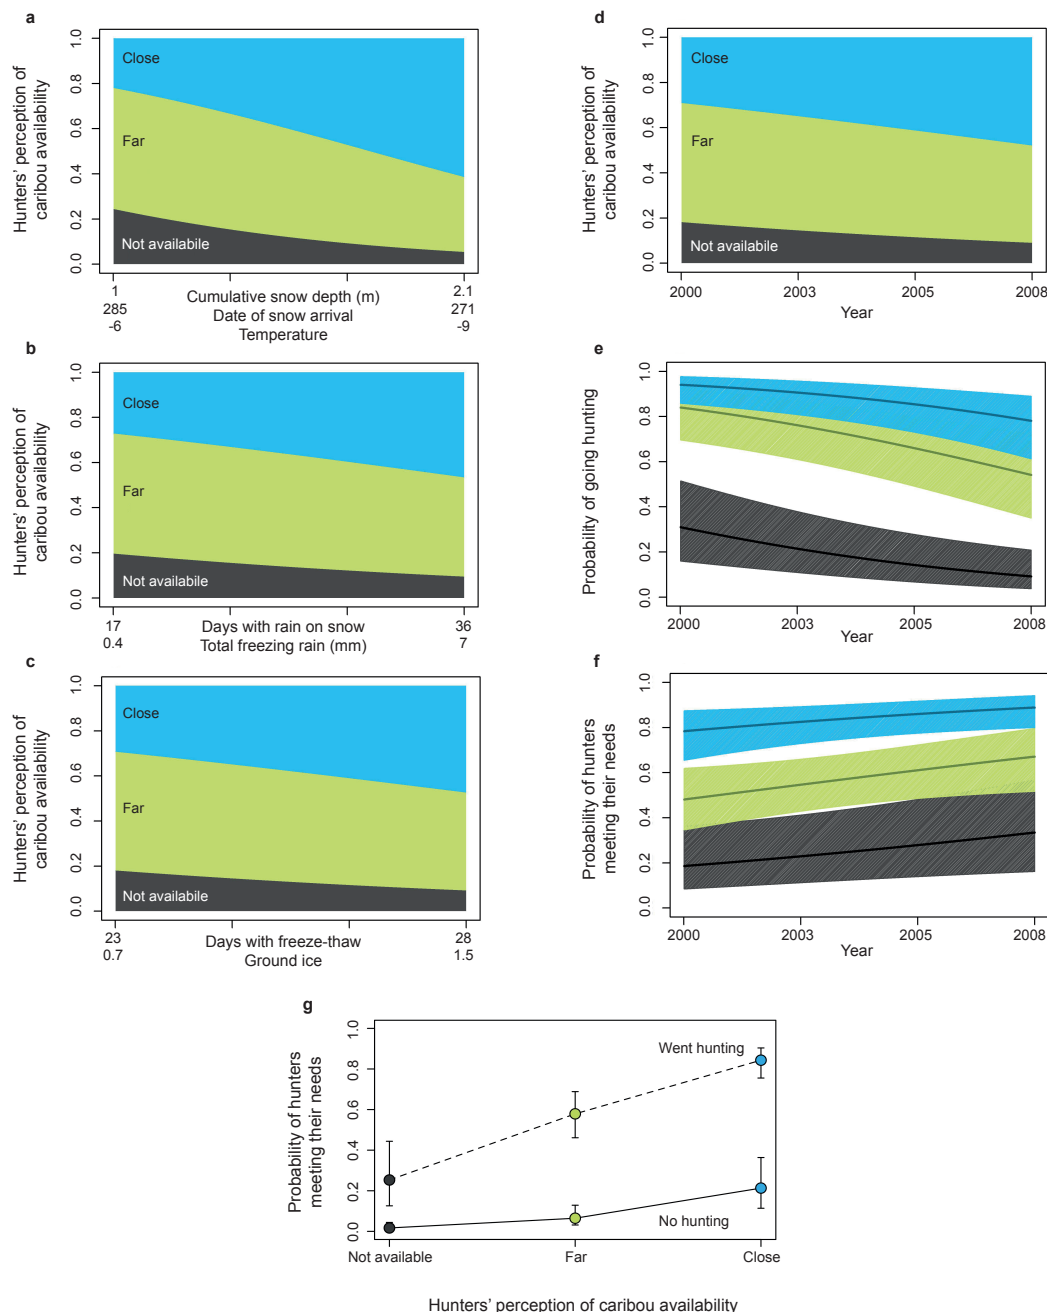 a
Hunters' perception of
caribou availability
0.0 0.2 0.4 0.6 0.8 1.0
Close
Far
Not availabile
1 Cumulative snow depth (m) 2.1
285 Date of snow arrival 271
-6 Temperature -9
b
Hunters' perception of
caribou availability
0.0 0.2 0.4 0.6 0.8 1.0
Close
Far
Not availabile
17 Days with rain on snow 36
0.4 Total freezing rain (mm) 7
c
Hunters' perception of
caribou availability
0.0 0.2 0.4 0.6 0.8 1.0
Close
Far
Not availabile
23 Days with freeze-thaw 28
0.7 Ground ice 1.5
d
Hunters' perception of
caribou availability
0.0 0.2 0.4 0.6 0.8 1.0
Close
Far
Not availabile
2000 2003 2005 2008
Year
e
Probability of going hunting
0.0 0.2 0.4 0.6 0.8 1.0
2000 2003 2005 2008
Year
f
Probability of hunters
meeting their needs
0.0 0.2 0.4 0.6 0.8 1.0
2000 2003 2005 2008
Year
g
Probability of hunters
meeting their needs
0.0 0.2 0.4 0.6 0.8 1.0
Went hunting
No hunting
Not available Far Close
Hunters' perception of caribou availability